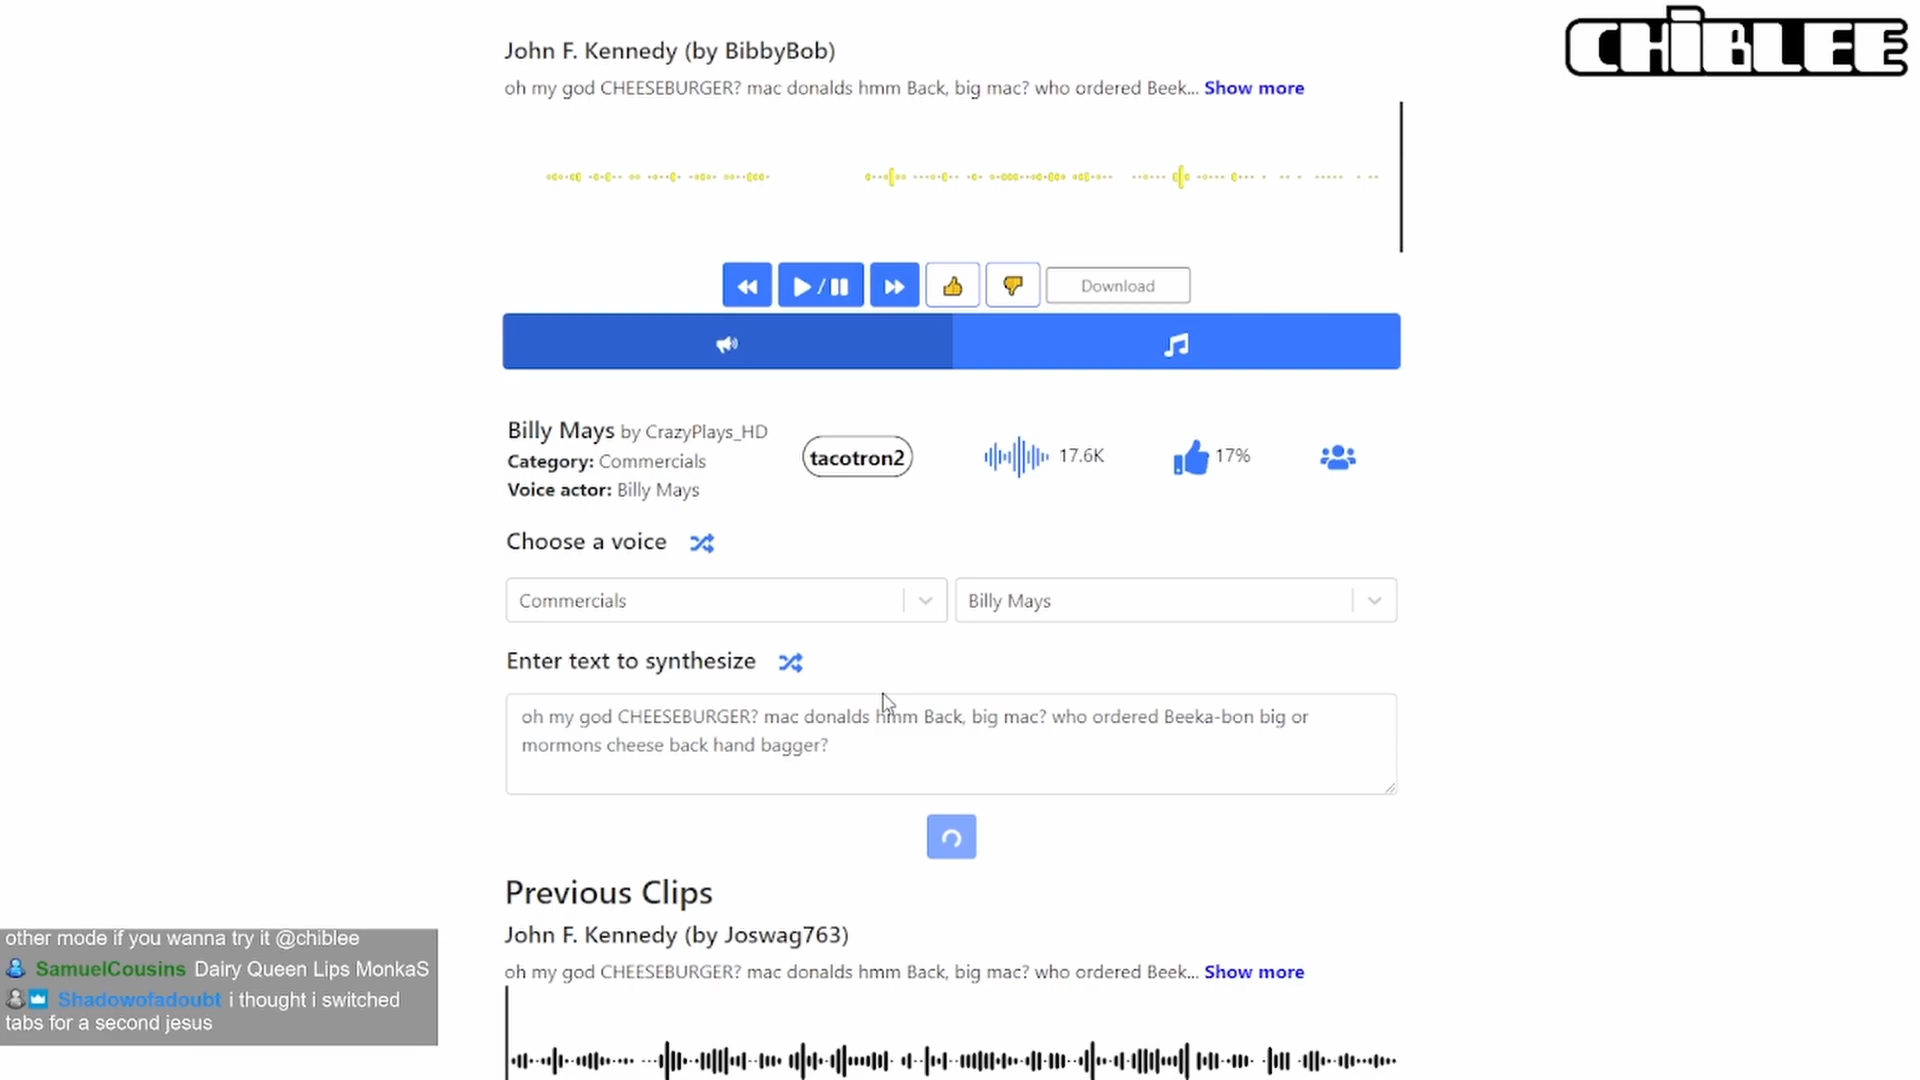 CHIBLEE
John F. Kennedy (by BibbyBob)
oh my god CHEESEBURGER? mac donalds hmm Back, big mac? who ordered Beek... Show more
/
Download
Billy Mays by CrazyPlays_HD
Category: Commercials
Voice actor: Billy Mays
tacotron2
17.6K
17%
Choose a voice
Commercials
Billy Mays
Enter text to synthesize
oh my god CHEESEBURGER? mac donalds hmm Back, big mac? who ordered Beeka-bon big or
mormons cheese back hand bagger?
Previous Clips
John F. Kennedy (by Joswag763)
oh my god CHEESEBURGER? mac donalds hmm Back, big mac? who ordered Beek... Show more
other mode if you wanna try it @chiblee
SamuelCousins Dairy Queen Lips MonkaS
Shadowofadoubt i thought i switched
tabs for a second jesus